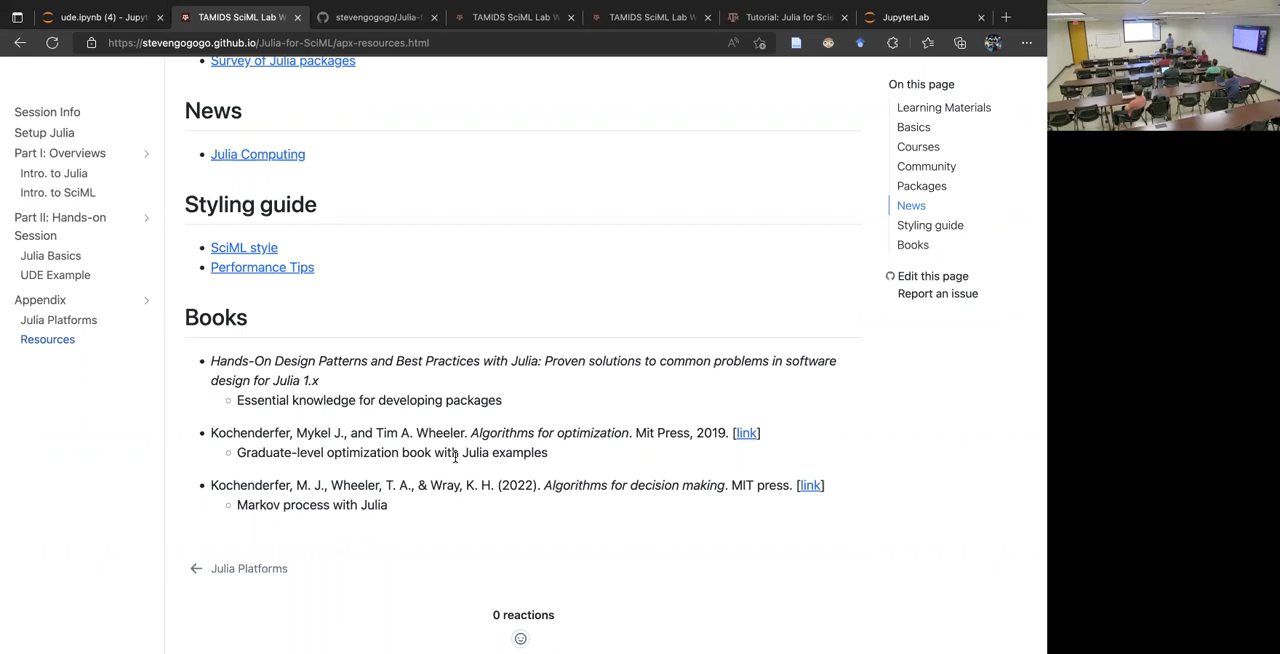 ude.ipynb (4) - Jupyt
TAMIDS SciML Lab W
stevengogogo/Julia-
TAMIDS SciML Lab W
TAMIDS SciML Lab W
Tutorial: Julia for Scie
JupyterLab
https://stevengogogo.github.io/Julia-for-SciML/apx-resources.html
Session Info
Setup Julia
Part I: Overviews
Intro. to Julia
Intro. to SciML
Part II: Hands-on
Session
Julia Basics
UDE Example
Appendix
Julia Platforms
Resources
• Survey of Julia packages
News
• Julia Computing
Styling guide
• SciML style
• Performance Tips
Books
• Hands-On Design Patterns and Best Practices with Julia: Proven solutions to common problems in software
design for Julia 1.x
◦ Essential knowledge for developing packages
• Kochenderfer, Mykel J., and Tim A. Wheeler. Algorithms for optimization. Mit Press, 2019. [link]
◦ Graduate-level optimization book with Julia examples
• Kochenderfer, M. J., Wheeler, T. A., & Wray, K. H. (2022). Algorithms for decision making. MIT press. [link]
◦ Markov process with Julia
← Julia Platforms
0 reactions
On this page
Learning Materials
Basics
Courses
Community
Packages
News
Styling guide
Books
Edit this page
Report an issue